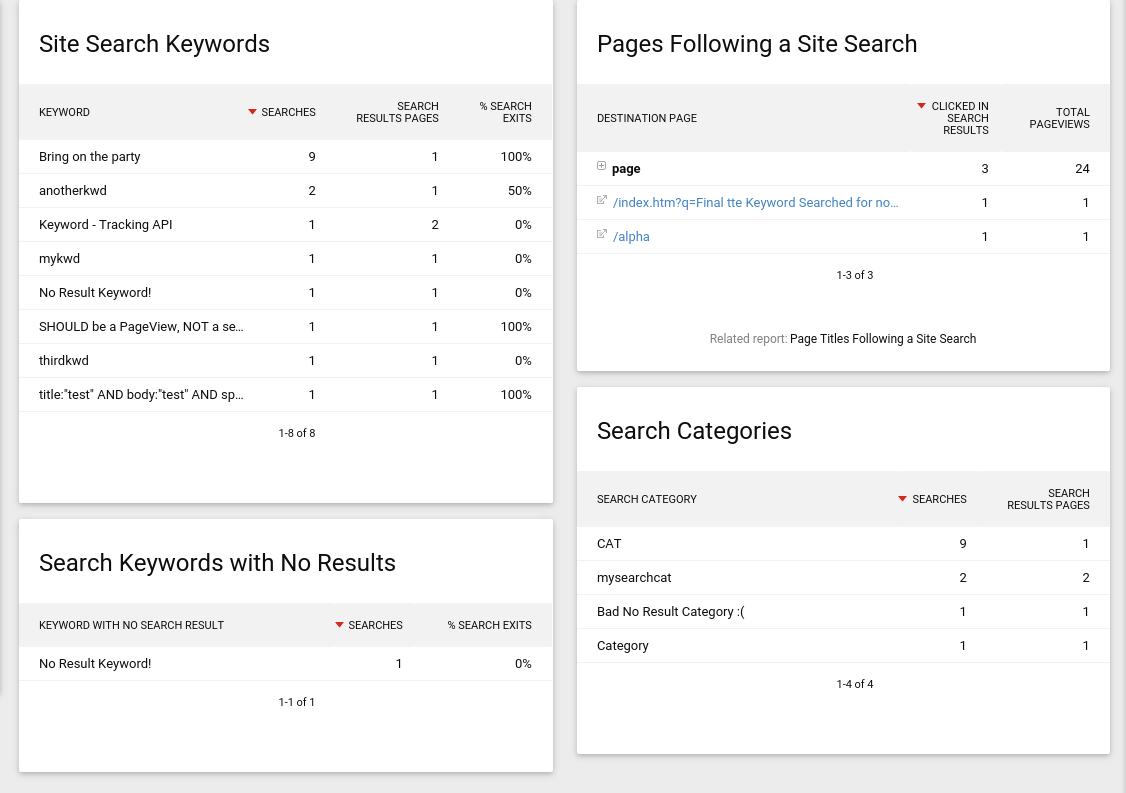 Site Search Keywords
KEYWORD SEARCHES SEARCH RESULTS PAGES % SEARCH EXITS
Bring on the party 9 1 100%
anotherkwd 2 1 50%
Keyword - Tracking API 1 2 0%
mykwd 1 1 0%
No Result Keyword! 1 1 0%
SHOULD be a PageView, NOT a se… 1 1 100%
thirdkwd 1 1 0%
title:"test" AND body:"test" AND sp… 1 1 100%
1-8 of 8
Search Keywords with No Results
KEYWORD WITH NO SEARCH RESULT SEARCHES % SEARCH EXITS
No Result Keyword! 1 0%
1-1 of 1
Pages Following a Site Search
DESTINATION PAGE CLICKED IN SEARCH RESULTS TOTAL PAGEVIEWS
page 3 24
/index.htm?q=Final tte Keyword Searched for no… 1 1
/alpha 1 1
1-3 of 3
Related report: Page Titles Following a Site Search
Search Categories
SEARCH CATEGORY SEARCHES SEARCH RESULTS PAGES
CAT 9 1
mysearchcat 2 2
Bad No Result Category :( 1 1
Category 1 1
1-4 of 4